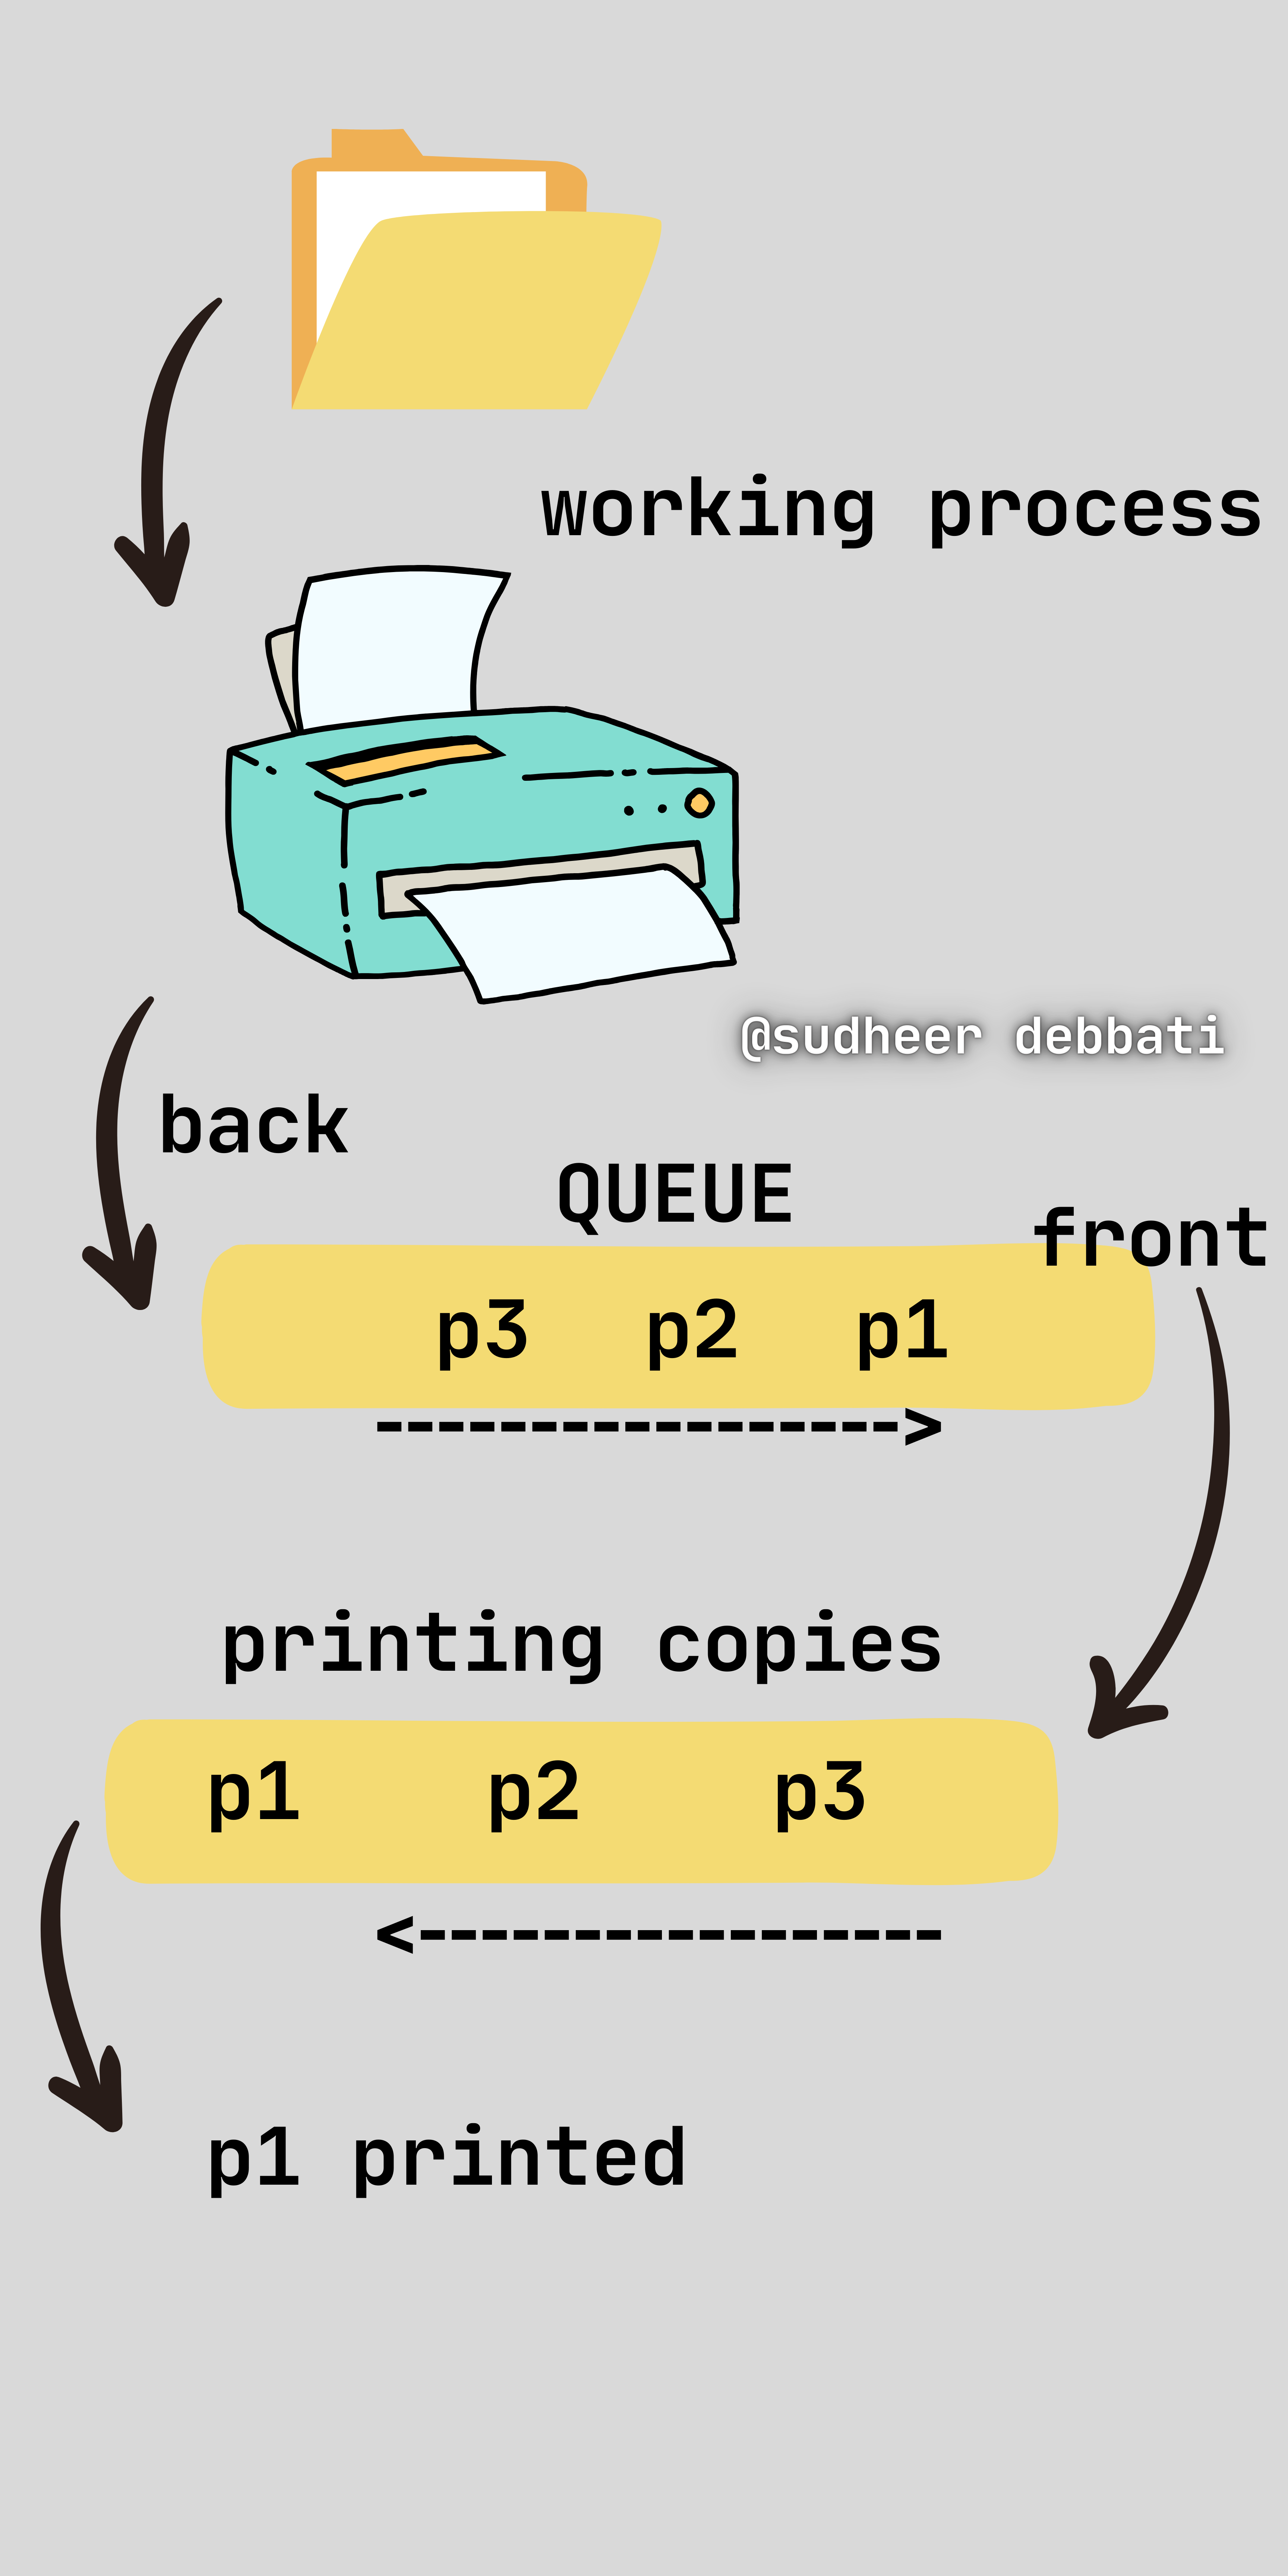 working process
@sudheer debbati
back
QUEUE
front
p3 p2 p1
----------------->
printing copies
p1 p2 p3
<-----------------
p1 printed